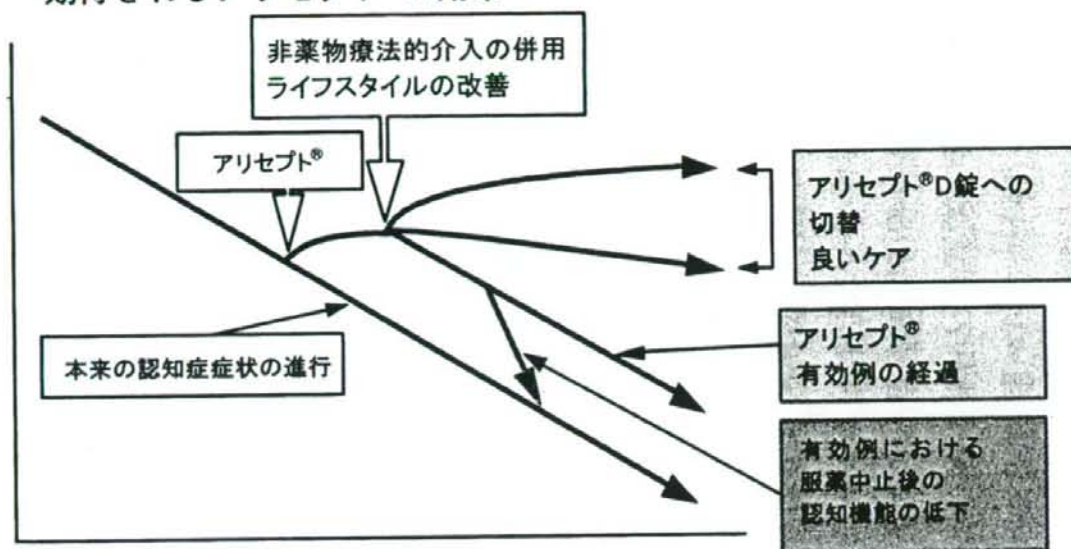 非薬物療法的介入の併用
ライフスタイルの改善
アリセプト®
アリセプト®D錠への
切替
良いケア
本来の認知症症状の進行
アリセプト®
有効例の経過
有効例における
服薬中止後の
認知機能の低下